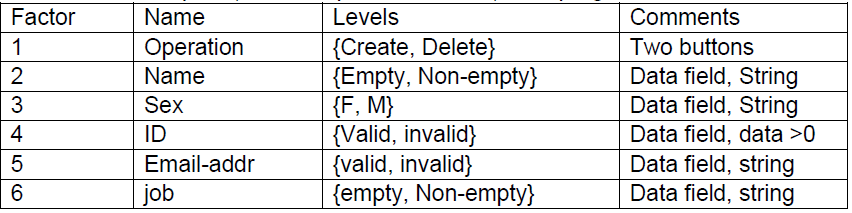 Factor Name Levels Comments
1 Operation {Create, Delete} Two buttons
2 Name {Empty, Non-empty} Data field, String
3 Sex {F, M} Data field, String
4 ID {Valid, invalid} Data field, data >0
5 Email-addr {valid, invalid} Data field, string
6 job {empty, Non-empty} Data field, string